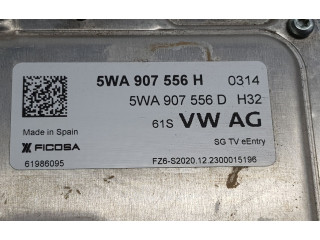 5WA 907 556 H 0314
5WA 907 556 D H32
61S VW AG
Made in Spain
FICOSA
SG TV eEntry
61986095
FZ6-S2020.12.2300015196